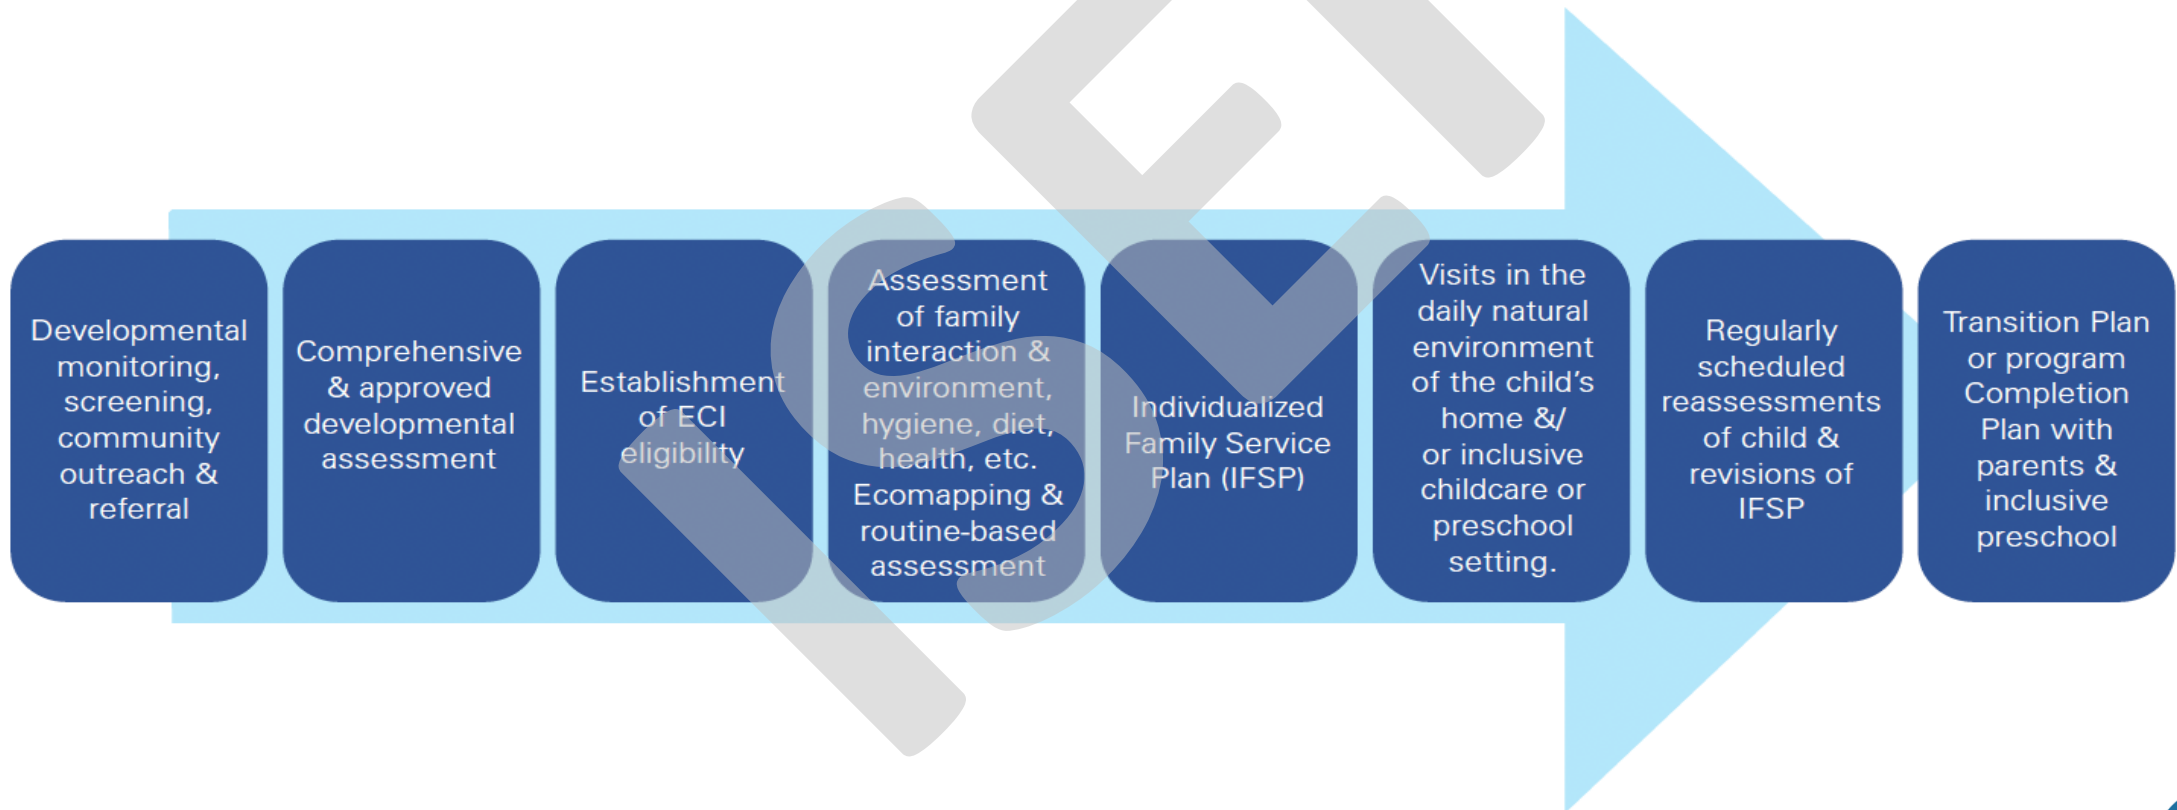 Developmental
monitoring,
screening,
community
outreach &
referral
Comprehensive
& approved
developmental
assessment
Establishment
of ECI
eligibility
Assessment
of family
interaction &
environment,
hygiene, diet,
health, etc.
Ecomapping &
routine-based
assessment
Individualized
Family Service
Plan (IFSP)
Visits in the
daily natural
environment
of the child's
home &/
or inclusive
childcare or
preschool
setting.
Regularly
scheduled
reassessments
of child &
revisions of
IFSP
Transition Plan
or program
Completion
Plan with
parents &
inclusive
preschool